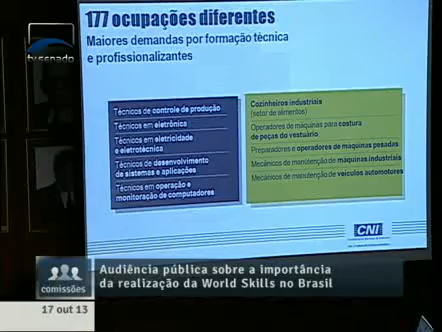 177 ocupações diferentes
Maiores demandas por formação técnica
e profissionalizantes
tv senado
Técnicos de controle de produção
Técnicos em eletrônica
Técnicos em eletricidade
e eletrotécnica
Técnicos de desenvolvimento
de sistemas e aplicações
Técnicos em operação e
monitoração de computadores
Cozinheiros industriais
(setor de alimentos)
Operadores de máquinas para costura
de peças do vestuário
Preparadores e operadores de máquinas pesadas
Mecânicos de manutenção de máquinas industriais
Mecânicos de manutenção de veículos automotores
CNI
comissões
Audiência pública sobre a importância
da realização da World Skills no Brasil
17 out 13